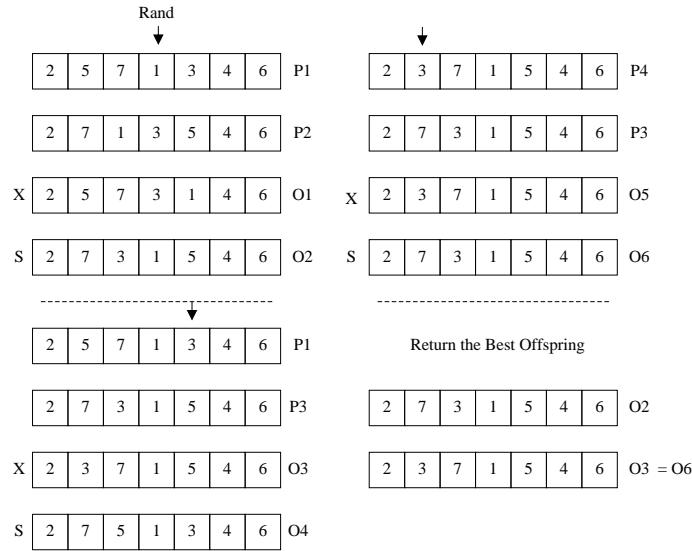 Rand
2 5 7 1 3 4 6 P1
2 7 1 3 5 4 6 P2
X 2 5 7 3 1 4 6 O1
S 2 7 3 1 5 4 6 O2
2 5 7 1 3 4 6 P1
2 7 3 1 5 4 6 P3
X 2 3 7 1 5 4 6 O3
S 2 7 5 1 3 4 6 O4
2 3 7 1 5 4 6 P4
2 7 3 1 5 4 6 P3
X 2 3 7 1 5 4 6 O5
S 2 7 3 1 5 4 6 O6
Return the Best Offspring
2 7 3 1 5 4 6 O2
2 3 7 1 5 4 6 O3 = O6